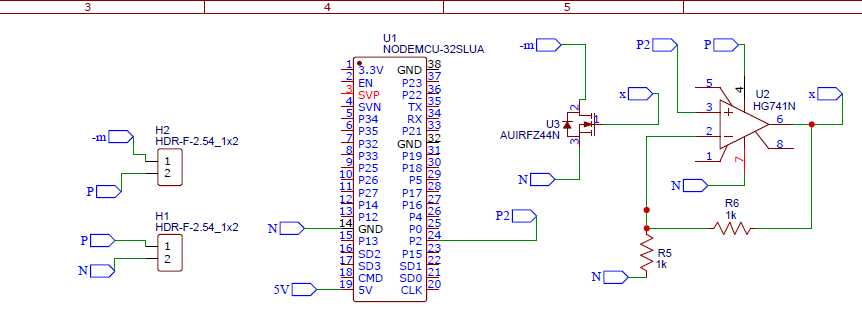 3 4 5
U1
NODEMCU-32SLUA
1 3.3V GND 38
2 EN P23 37
3 SVP P22 36
4 SVN TX 35
5 P34 RX 34
6 P35 P21 33
7 P32 GND 32
8 P33 P19 31
9 P25 P18 30
10 P26 P5 29
11 P27 P17 28
12 P14 P16 27
13 P12 P4 26
14 GND P0 25
15 P13 P2 24
16 SD2 P15 23
17 SD3 SD1 22
18 CMD SD0 21
19 5V CLK 20
N
5V
P2
H2
HDR-F-2.54_1x2
-m
P
1
2
H1
HDR-F-2.54_1x2
P
N
1
2
-m
x
U3
AUIRFZ44N
2
1
3
N
P2
P
x
U2
HG741N
5
4
3
6
2
1
7
8
N
R6
1k
R5
1k
N